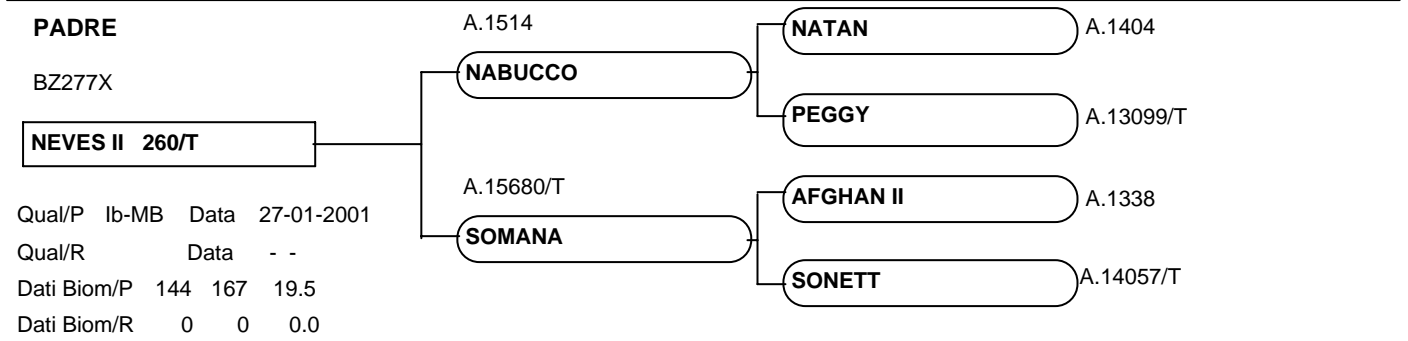 PADRE
BZ277X
NEVES II 260/T
Qual/P Ib-MB Data 27-01-2001
Qual/R Data - -
Dati Biom/P 144 167 19.5
Dati Biom/R 0 0 0.0
A.1514
NABUCCO
A.15680/T
SOMANA
NATAN A.1404
PEGGY A.13099/T
AFGHAN II A.1338
SONETT A.14057/T